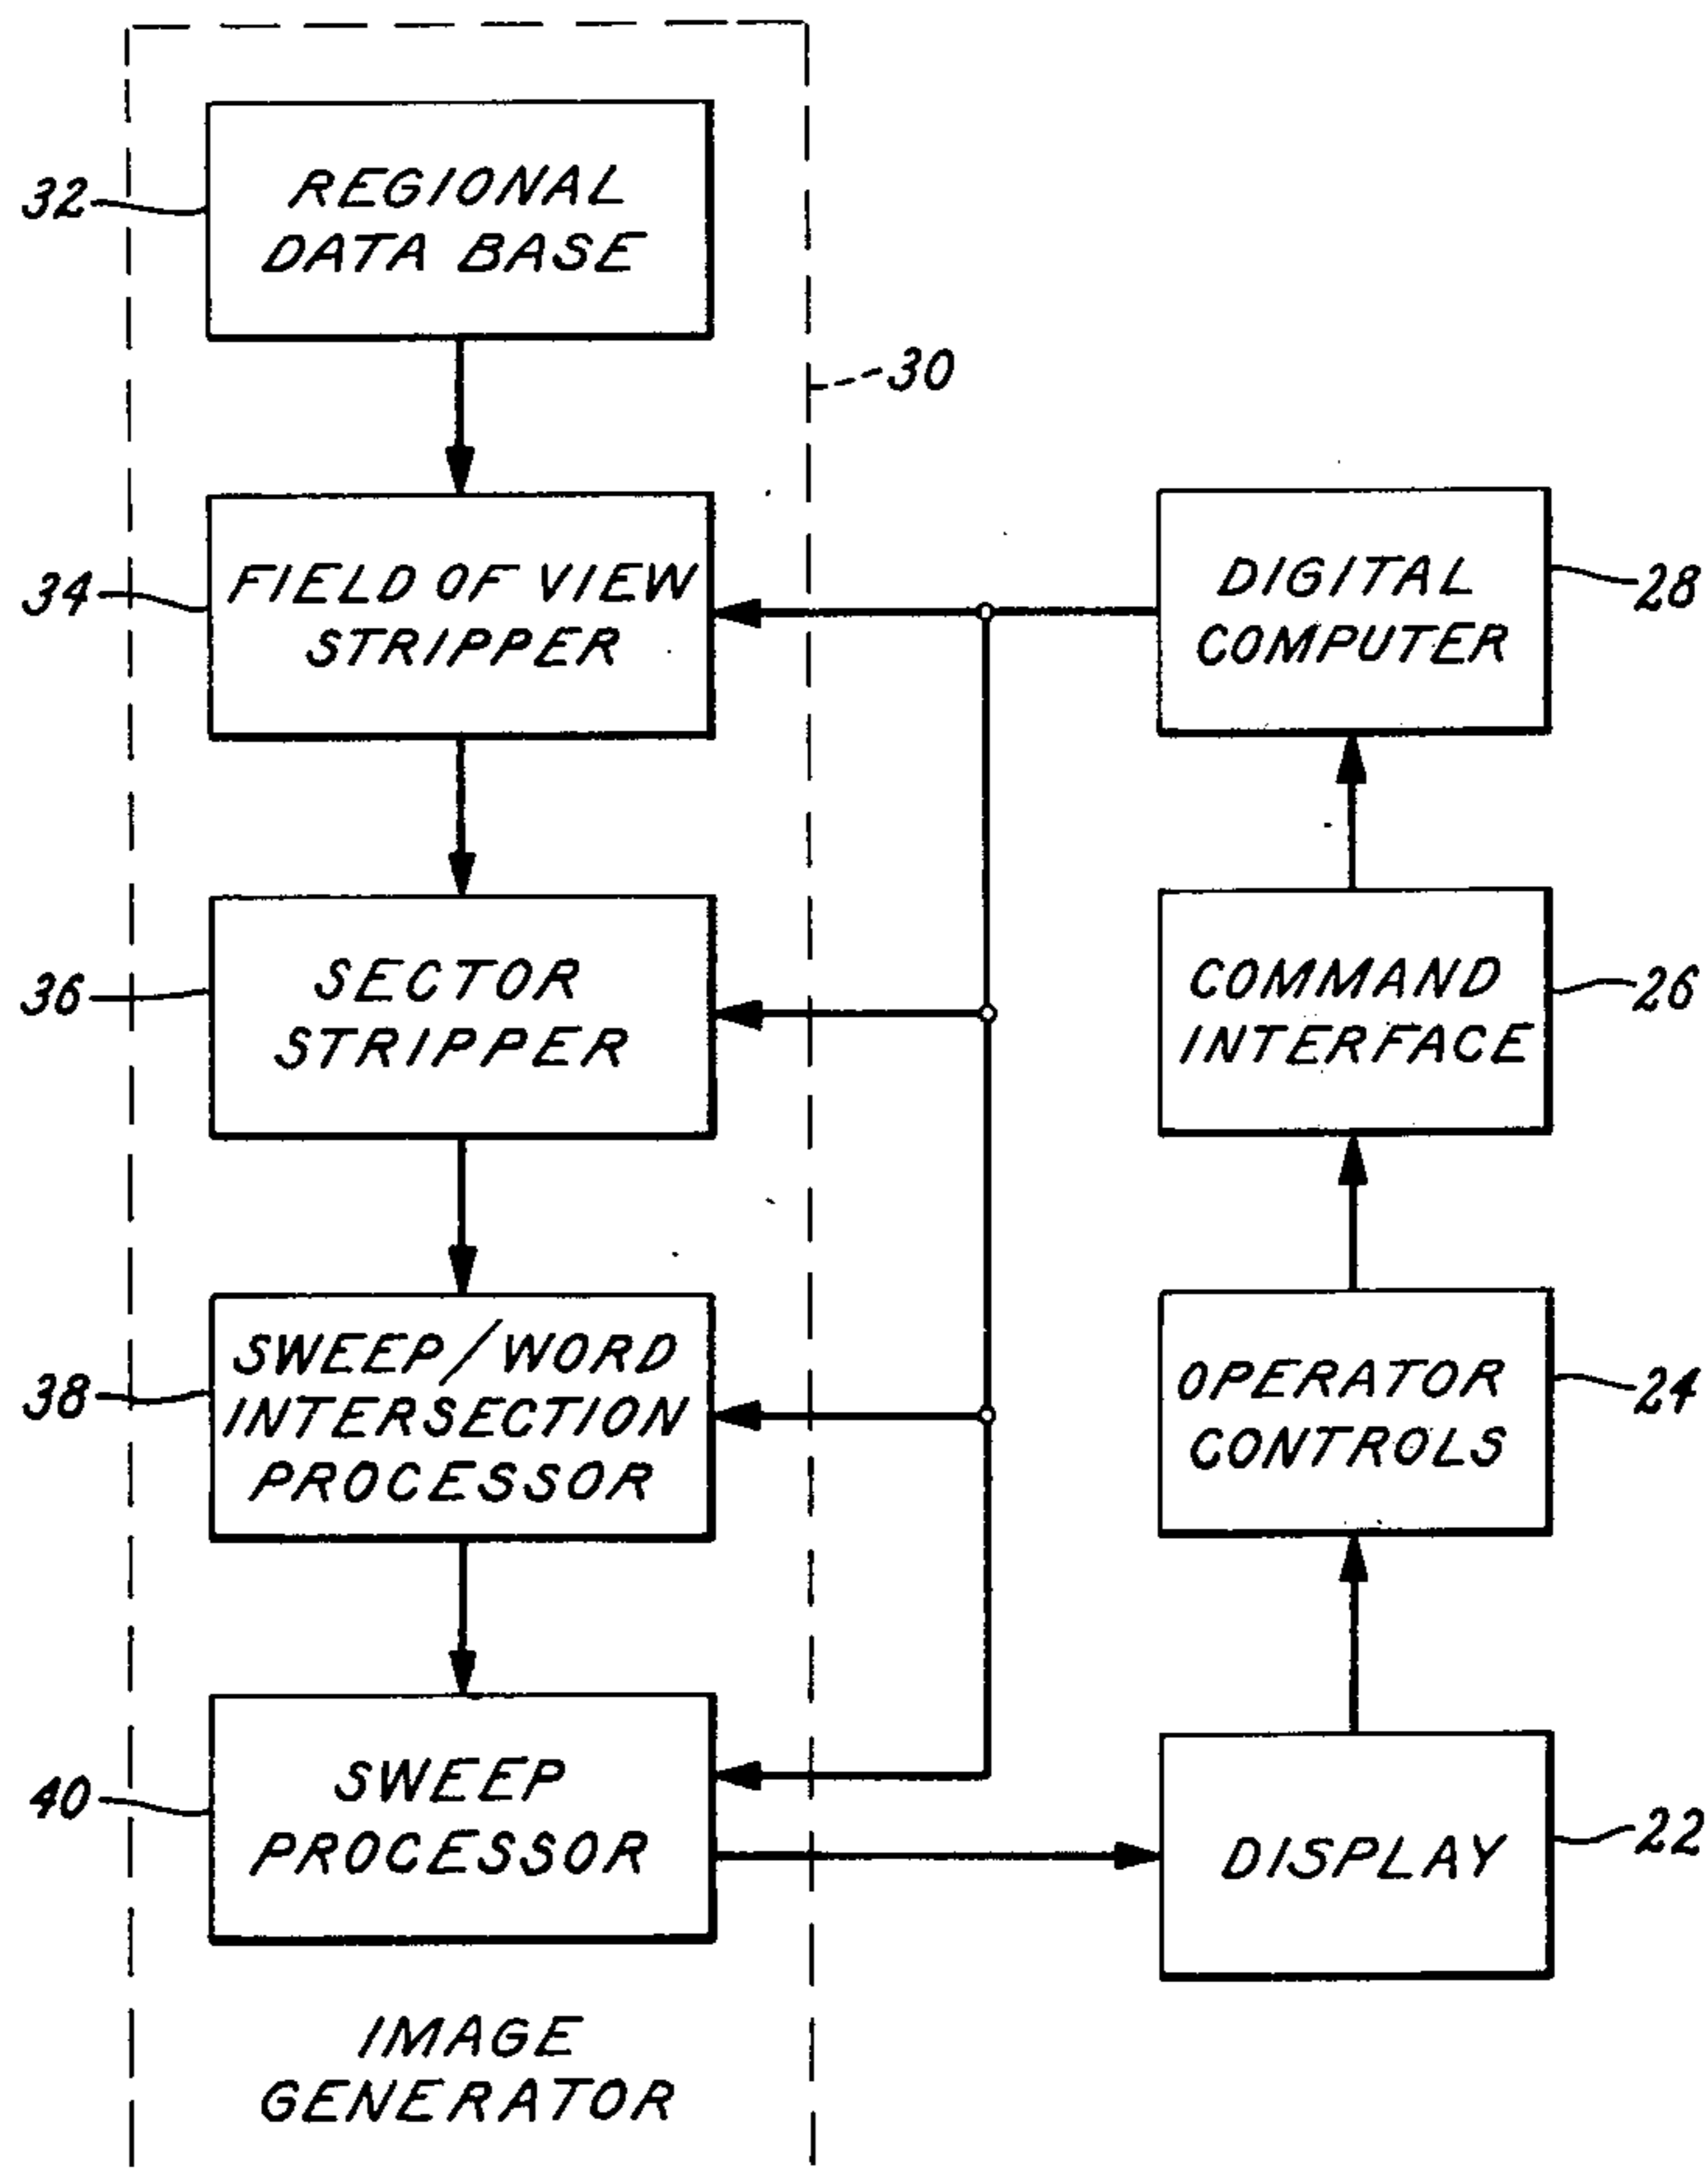 REGIONAL
DATA BASE
32
30
FIELD OF VIEW
STRIPPER
34
DIGITAL
COMPUTER
28
SECTOR
STRIPPER
36
COMMAND
INTERFACE
26
SWEEP/WORD
INTERSECTION
PROCESSOR
38
OPERATOR
CONTROLS
24
SWEEP
PROCESSOR
40
DISPLAY
22
IMAGE
GENERATOR